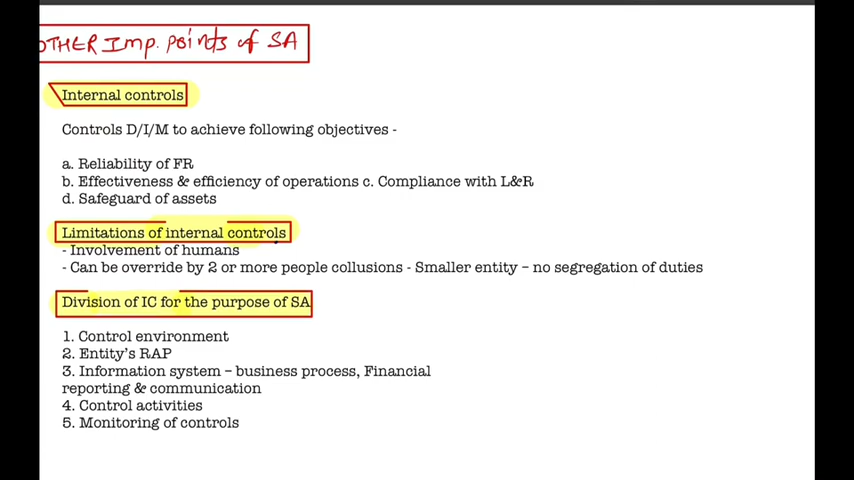 OTHER Imp. points of SA
Internal controls
Controls D/I/M to achieve following objectives -
a. Reliability of FR
b. Effectiveness & efficiency of operations c. Compliance with L&R
d. Safeguard of assets
Limitations of internal controls
- Involvement of humans
- Can be override by 2 or more people collusions - Smaller entity – no segregation of duties
Division of IC for the purpose of SA
1. Control environment
2. Entity's RAP
3. Information system – business process, Financial
reporting & communication
4. Control activities
5. Monitoring of controls